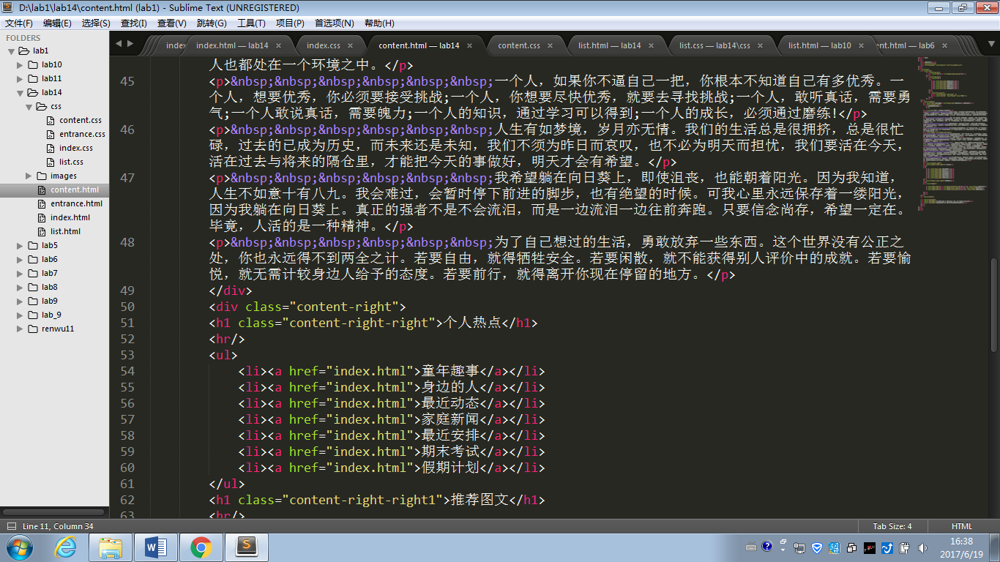 D:\lab1\lab14\content.html (lab1) - Sublime Text (UNREGISTERED)
文件(F) 编辑(E) 选择(S) 查找(I) 查看(V) 跳转(G) 工具(T) 项目(P) 首选项(N) 帮助(H)
FOLDERS
lab1
lab10
lab11
lab14
css
content.css
entrance.css
index.css
list.css
images
content.html
entrance.html
index.html
list.html
lab5
lab6
lab7
lab8
lab9
lab_9
renwu11
index.html — lab14 index.css content.html — lab14 content.css list.html — lab14 list.css — lab14\css list.html — lab10 ent.html — lab6
人也都处在一个环境之中。</p>
45 <p>&nbsp;&nbsp;&nbsp;&nbsp;&nbsp;&nbsp;一个人，如果你不逼自己一把，你根本不知道自己有多优秀。一
个人，想要优秀，你必须要接受挑战;一个人，你想要尽快优秀，就要去寻找挑战;一个人，敢听真话，需要勇
气;一个人敢说真话，需要魄力;一个人的知识，通过学习可以得到;一个人的成长，必须通过磨练!</p>
46 <p>&nbsp;&nbsp;&nbsp;&nbsp;&nbsp;&nbsp;人生有如梦境，岁月亦无情。我们的生活总是很拥挤，总是很忙
碌，过去的已成为历史，而未来还是未知，我们不须为昨日而哀叹，也不必为明天而担忧，我们要活在今天，
活在过去与将来的隔仓里，才能把今天的事做好，明天才会有希望。</p>
47 <p>&nbsp;&nbsp;&nbsp;&nbsp;&nbsp;&nbsp;我希望躺在向日葵上，即使沮丧，也能朝着阳光。因为我知道，
人生不如意十有八九。我会难过，会暂时停下前进的脚步，也有绝望的时候。可我心里永远保存着一缕阳光，
因为我躺在向日葵上。真正的强者不是不会流泪，而是一边流泪一边往前奔跑。只要信念尚存，希望一定在。
毕竟，人活的是一种精神。</p>
48 <p>&nbsp;&nbsp;&nbsp;&nbsp;&nbsp;&nbsp;为了自己想过的生活，勇敢放弃一些东西。这个世界没有公正之
处，你也永远得不到两全之计。若要自由，就得牺牲安全。若要闲散，就不能获得别人评价中的成就。若要愉
悦，就无需计较身边人给予的态度。若要前行，就得离开你现在停留的地方。</p>
49 </div>
50 <div class="content-right">
51 <h1 class="content-right-right">个人热点</h1>
52 <hr/>
53 <ul>
54 <li><a href="index.html">童年趣事</a></li>
55 <li><a href="index.html">身边的人</a></li>
56 <li><a href="index.html">最近动态</a></li>
57 <li><a href="index.html">家庭新闻</a></li>
58 <li><a href="index.html">最近安排</a></li>
59 <li><a href="index.html">期末考试</a></li>
60 <li><a href="index.html">假期计划</a></li>
61 </ul>
62 <h1 class="content-right-right1">推荐图文</h1>
63 <hr/>
Line 11, Column 34 Tab Size: 4 HTML
16:38
2017/6/19